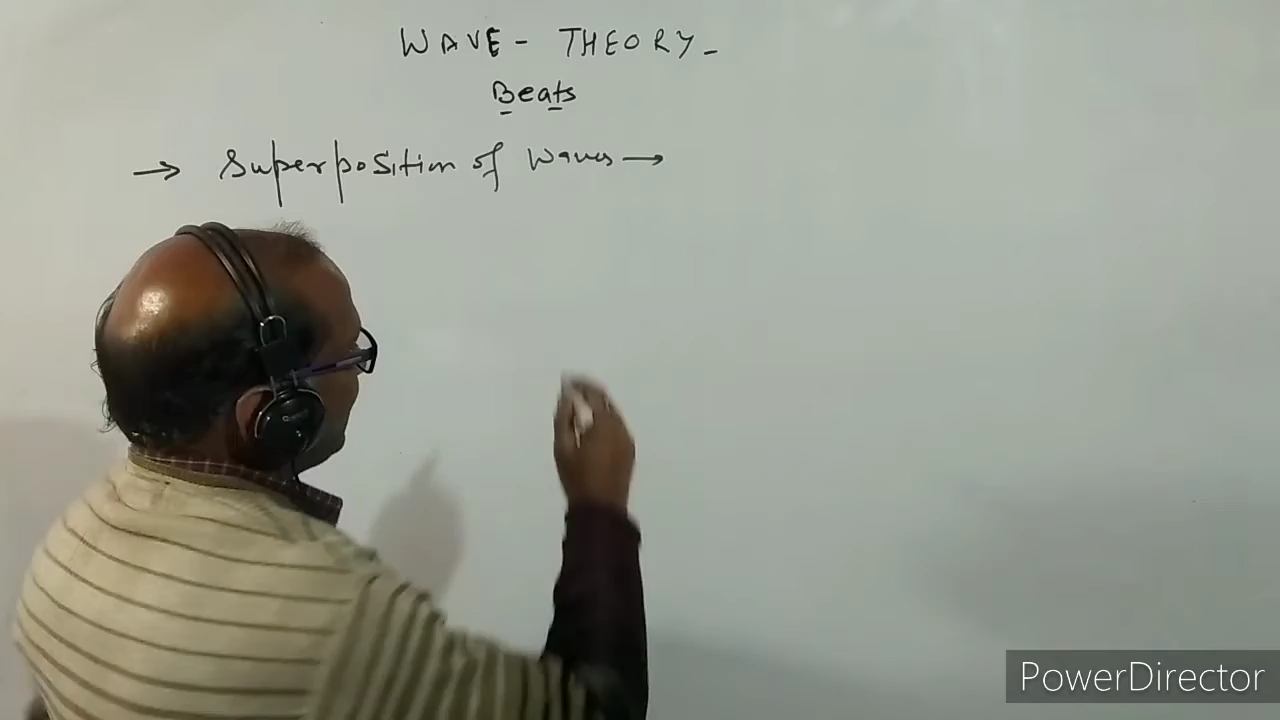 WAVE - THEORY -
Beats
→ Superposition of waves →
PowerDirector